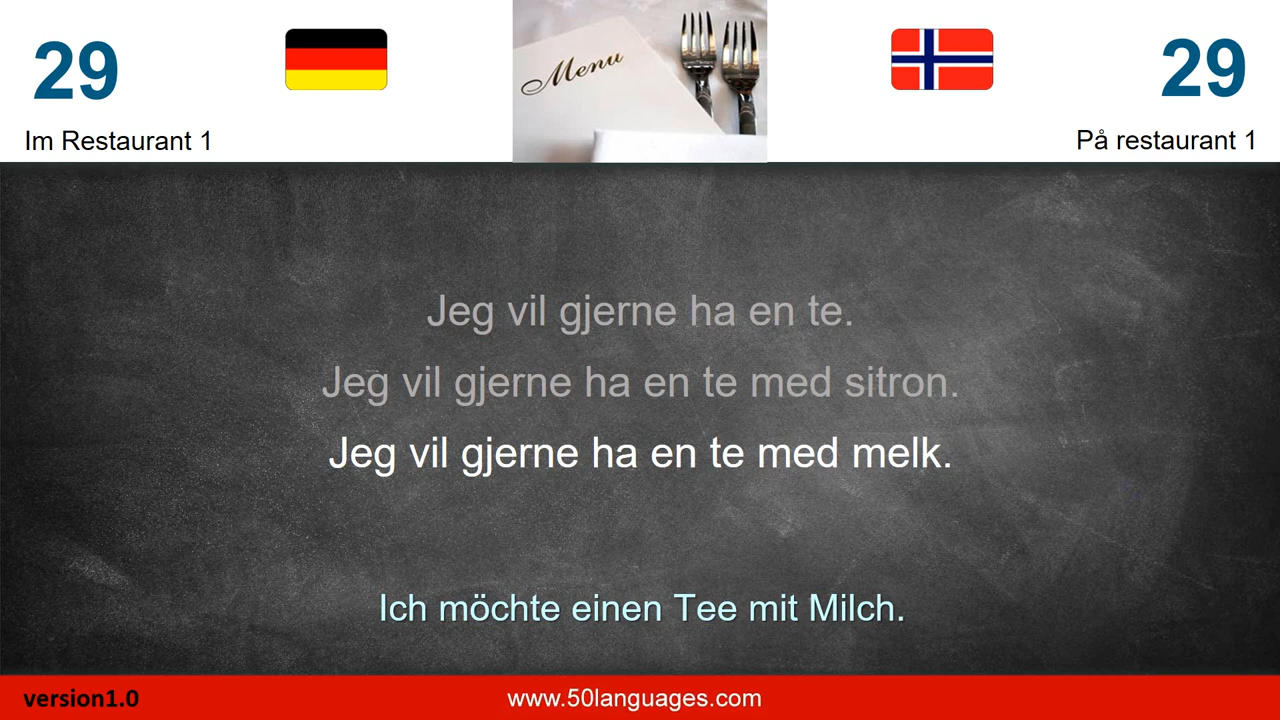 29
29
Im Restaurant 1
På restaurant 1
Menu
Jeg vil gjerne ha en te.
Jeg vil gjerne ha en te med sitron.
Jeg vil gjerne ha en te med melk.
Ich möchte einen Tee mit Milch.
version1.0
www.50languages.com